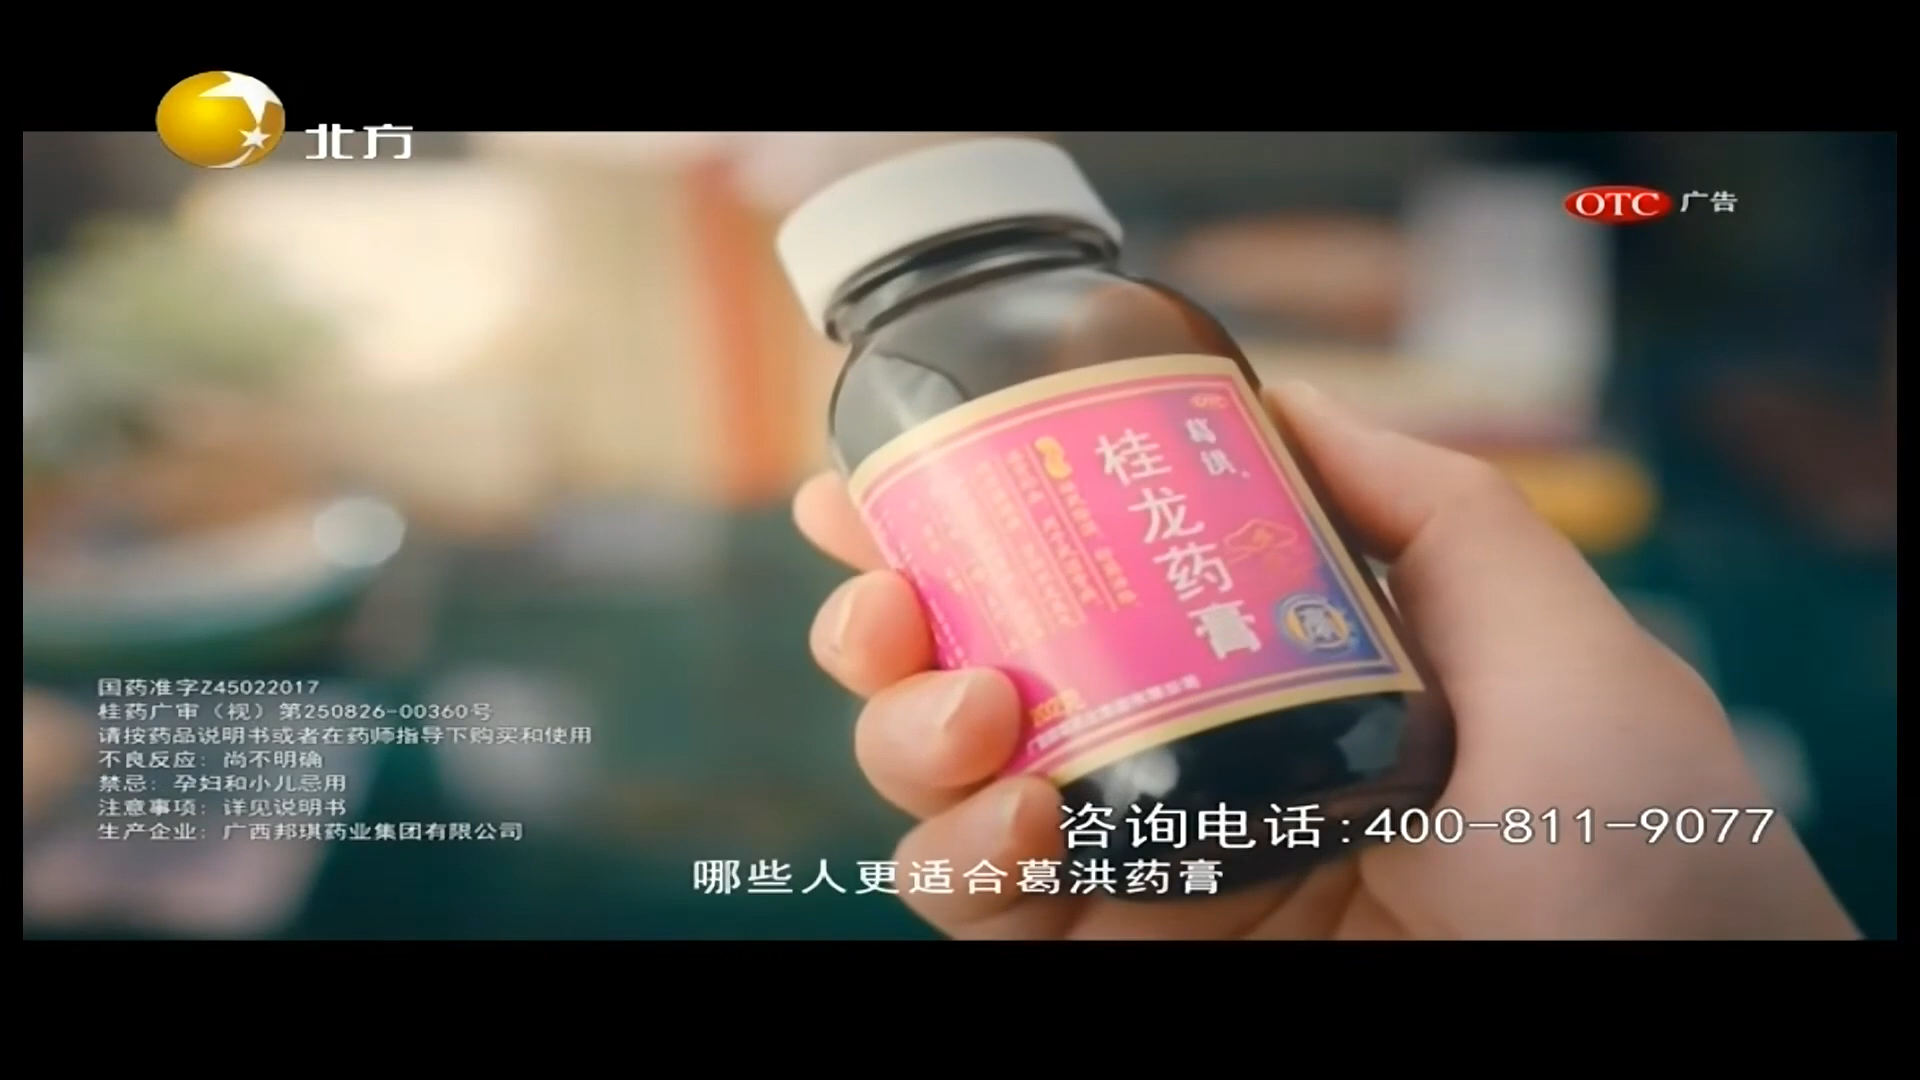 北方
OTC 广告
葛洪
桂龙药膏
国药准字Z45022017
桂药广审（视）第250826-00360号
请按药品说明书或者在药师指导下购买和使用
不良反应：尚不明确
禁忌：孕妇和小儿忌用
注意事项：详见说明书
生产企业：广西邦琪药业集团有限公司
咨询电话:400-811-9077
哪些人更适合葛洪药膏